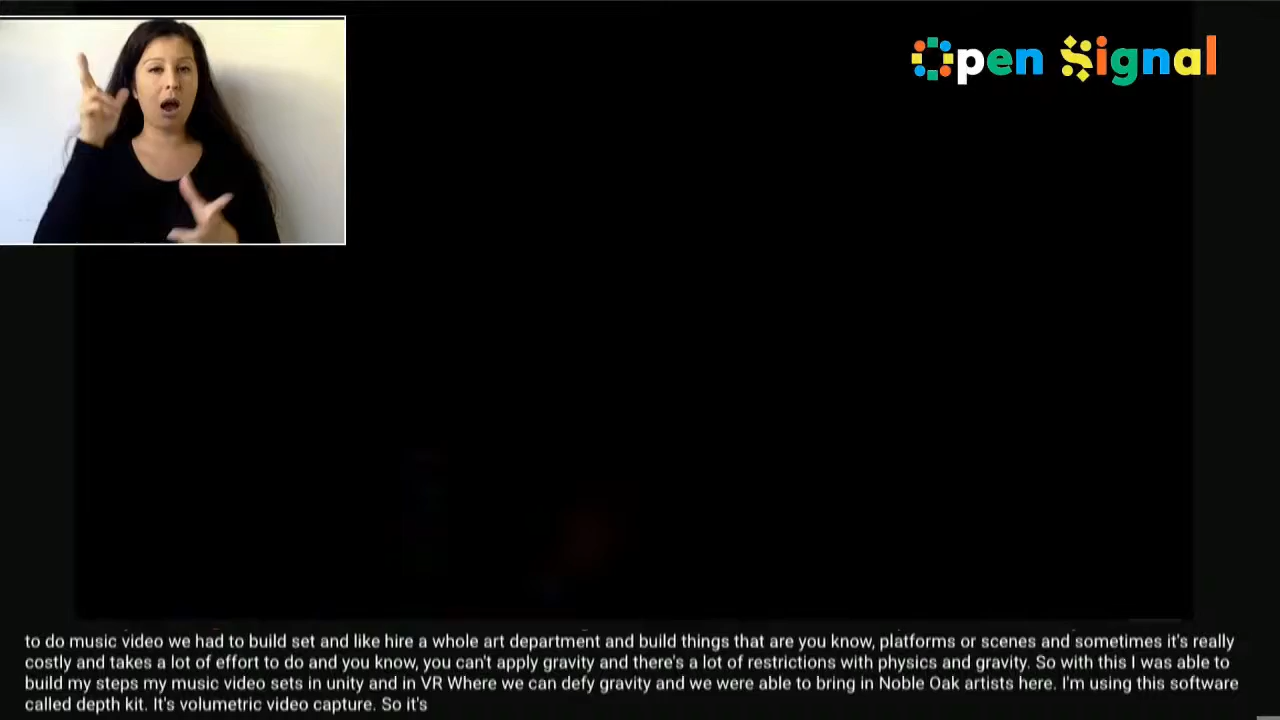 Open Signal
to do music video we had to build set and like hire a whole art department and build things that are you know, platforms or scenes and sometimes it's really
costly and takes a lot of effort to do and you know, you can't apply gravity and there's a lot of restrictions with physics and gravity. So with this I was able to
build my steps my music video sets in unity and in VR Where we can defy gravity and we were able to bring in Noble Oak artists here. I'm using this software
called depth kit. It's volumetric video capture. So it's